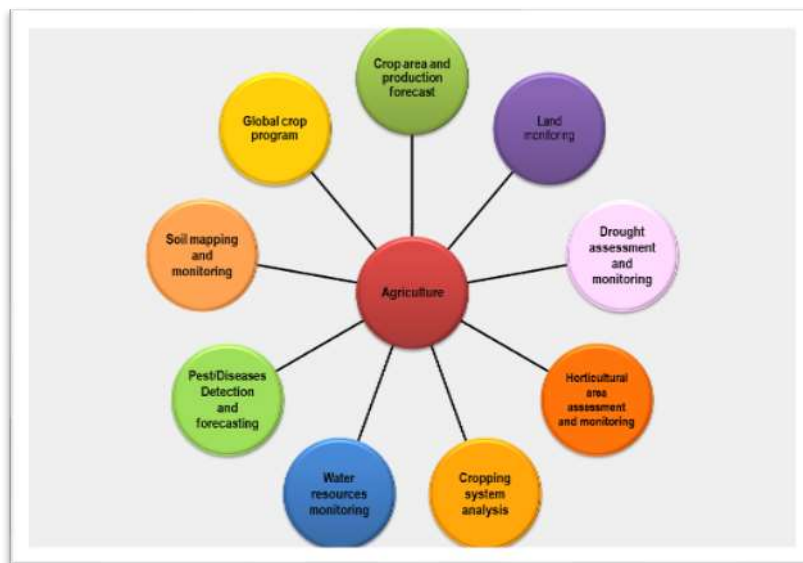 Crop area and
production
forecast
Land
monitoring
Drought
assessment
and
monitoring
Horticultural
area
assessment
and monitoring
Cropping
system
analysis
Water
resources
monitoring
Pest/Diseases
Detection
and
forecasting
Soil mapping
and
monitoring
Global crop
program
Agriculture